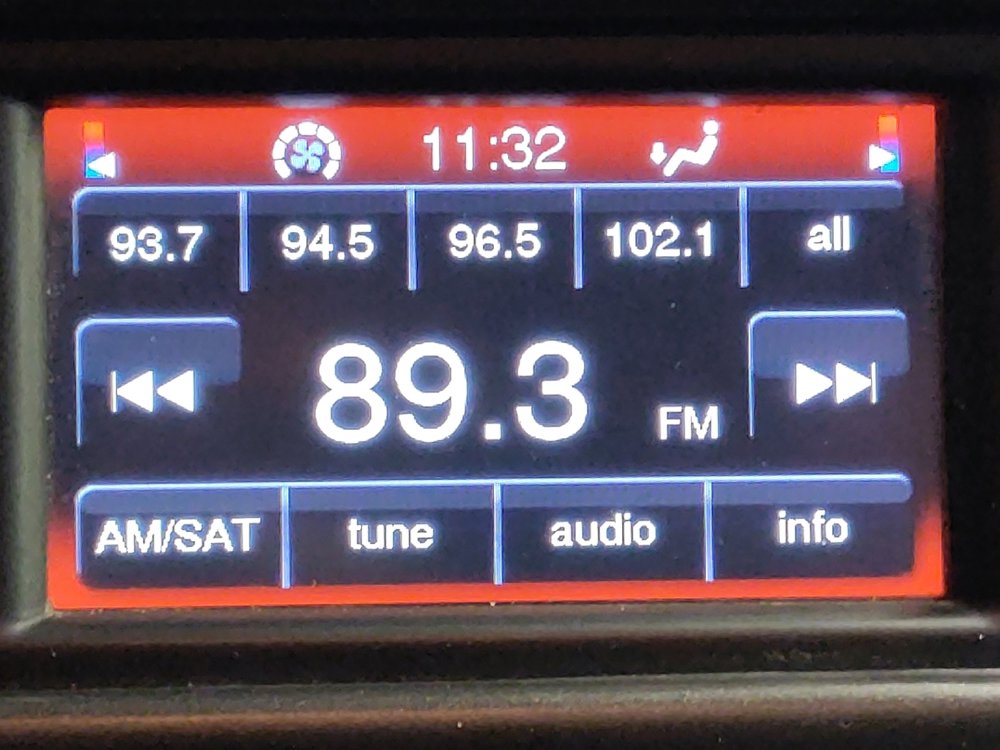 11:32
93.7 94.5 96.5 102.1 all
89.3 FM
AM/SAT tune audio info